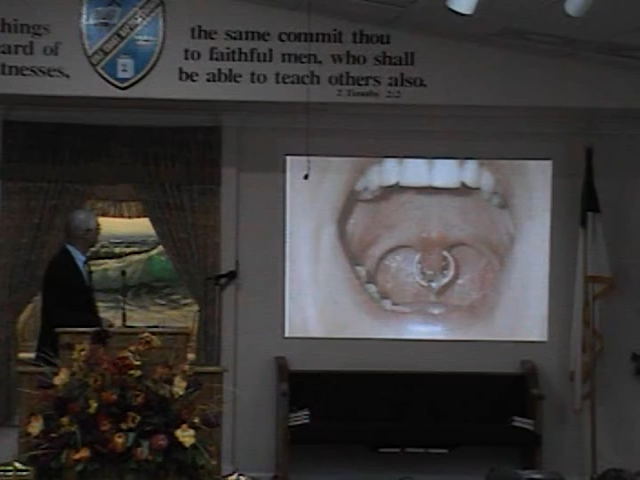 things
the same commit thou
ard of
to faithful men, who shall
tnesses,
be able to teach others also.
2 Timothy 2:2